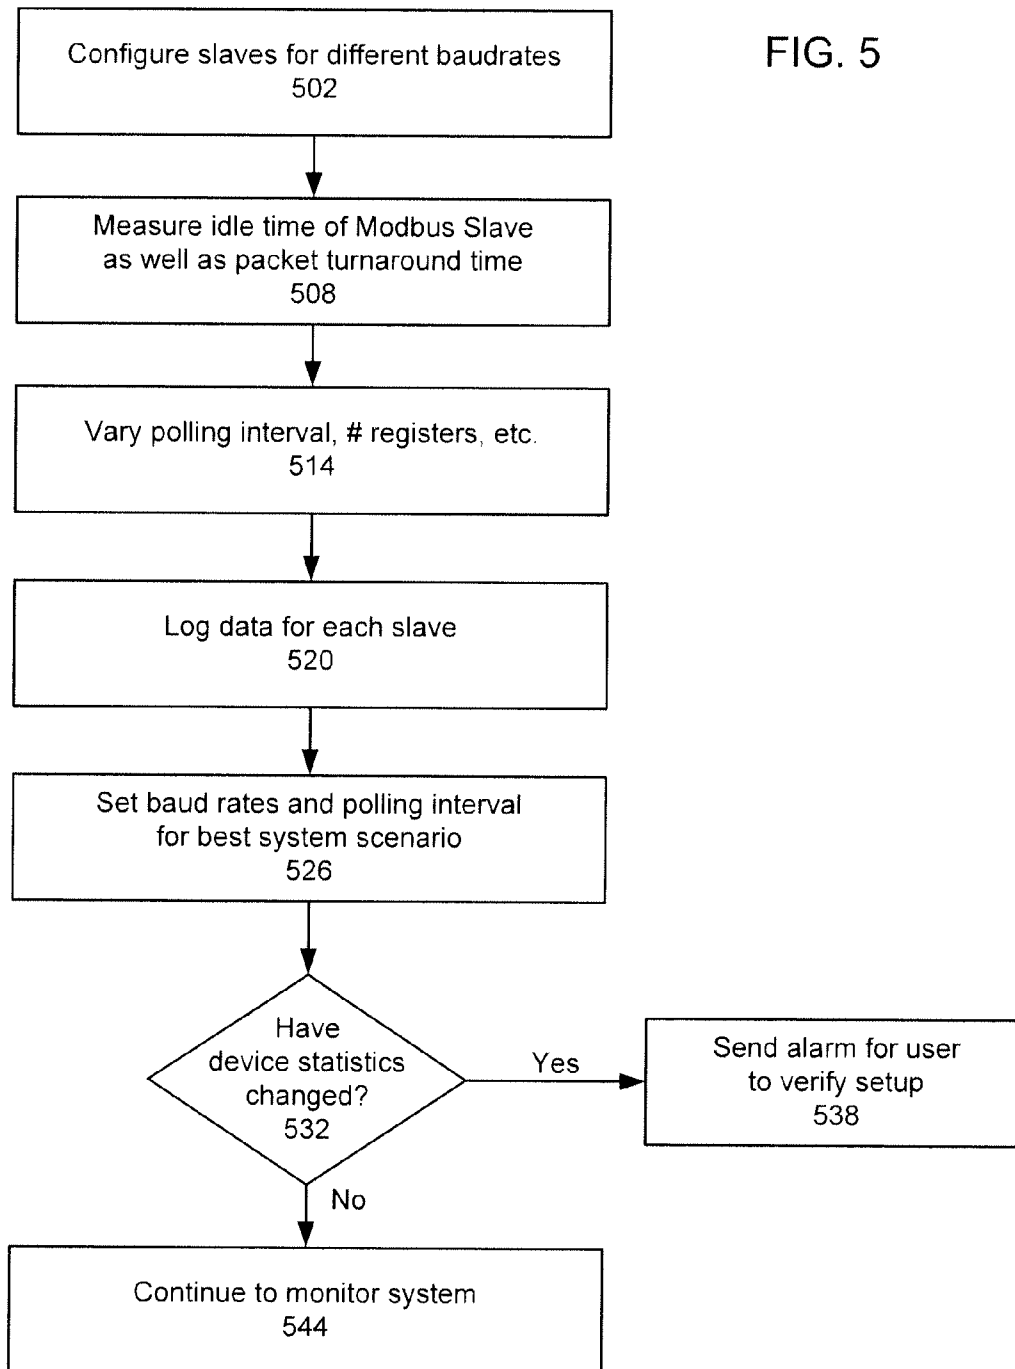 FIG. 5
Configure slaves for different baudrates
502
Measure idle time of Modbus Slave
as well as packet turnaround time
508
Vary polling interval, # registers, etc.
514
Log data for each slave
520
Set baud rates and polling interval
for best system scenario
526
Have
device statistics
changed?
532
Yes
Send alarm for user
to verify setup
538
No
Continue to monitor system
544